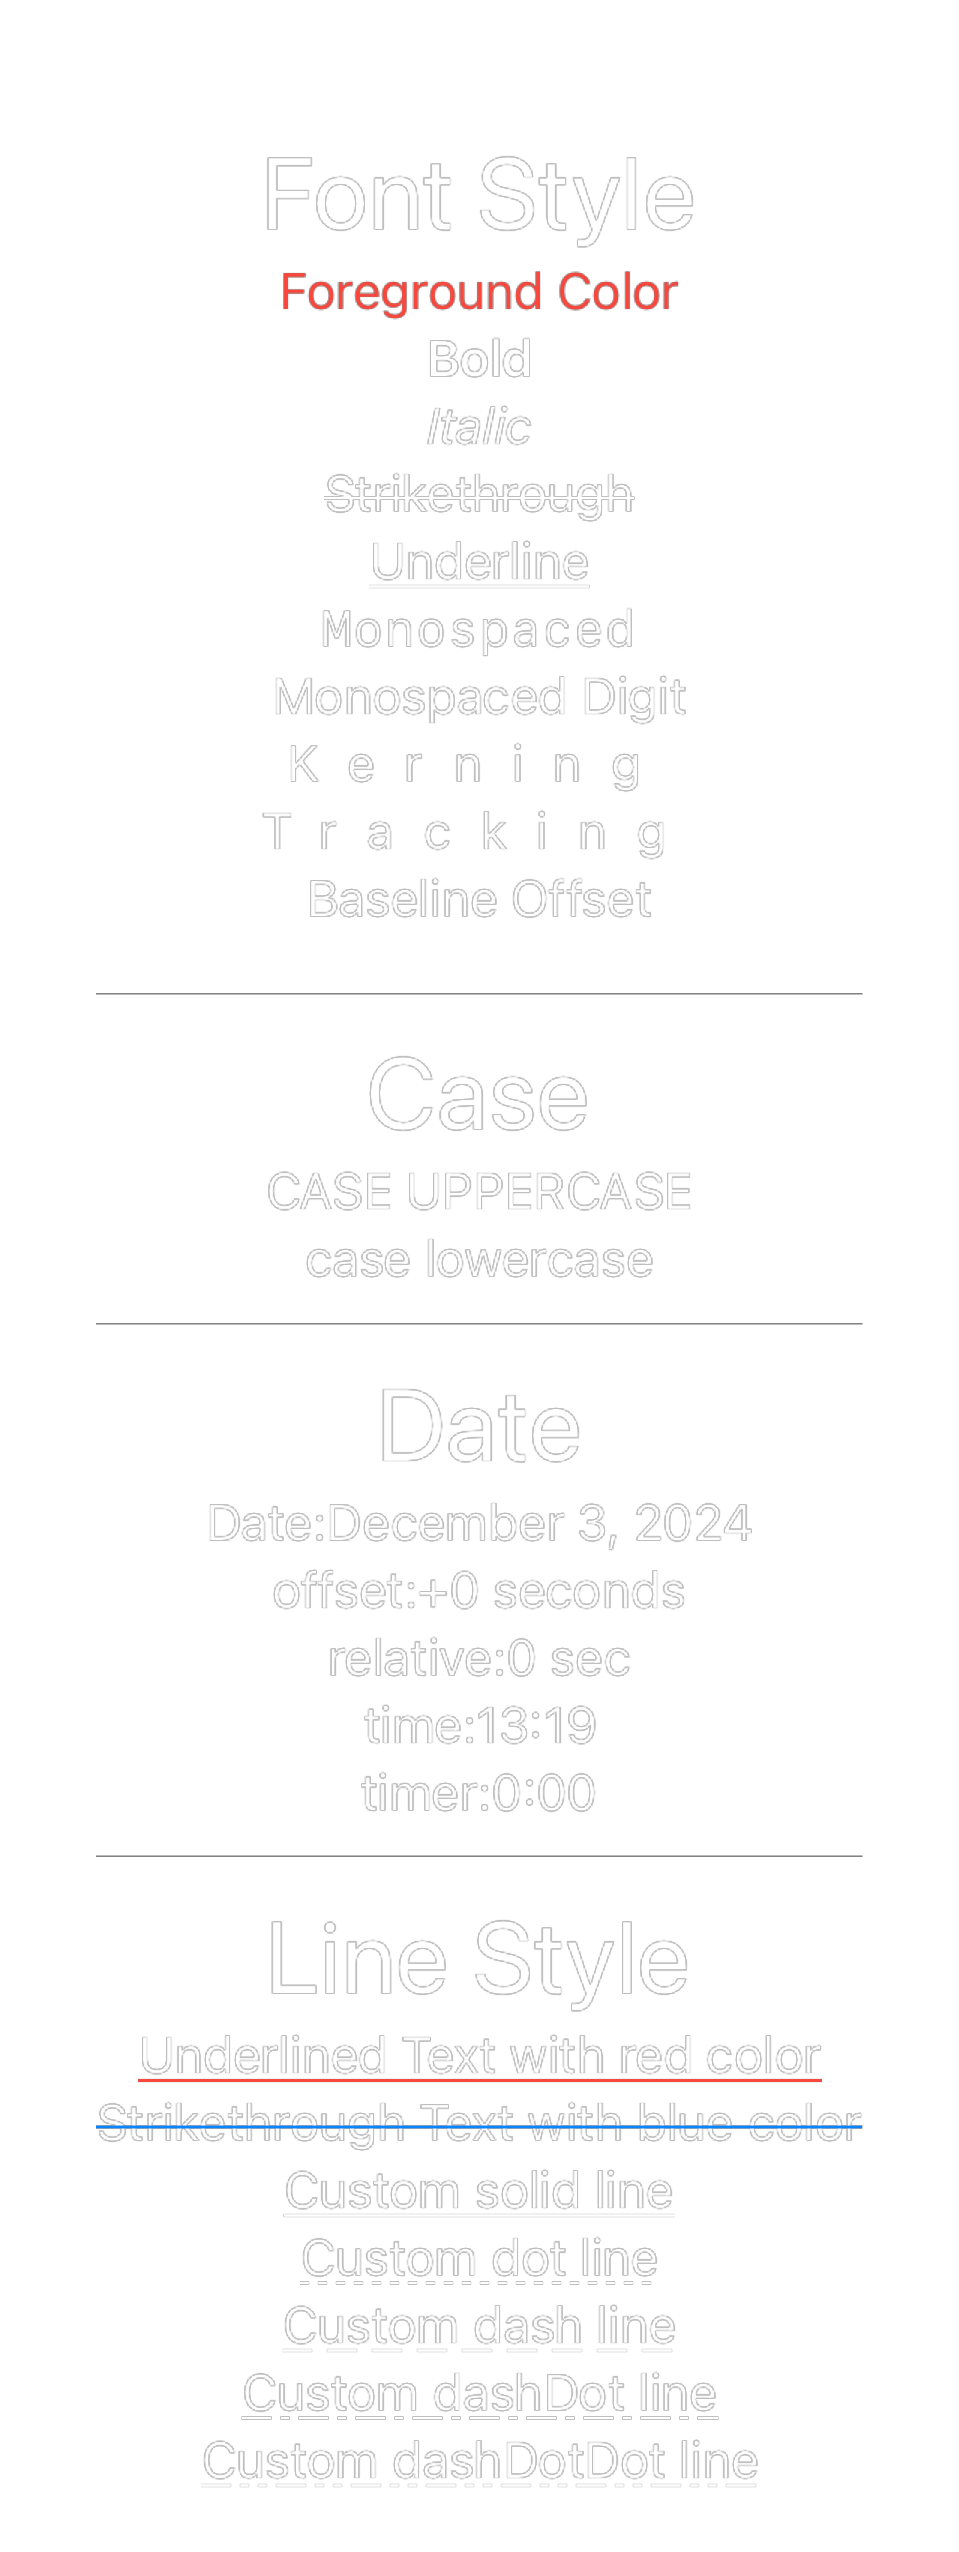 Font Style
Foreground Color
Bold
Italic
Strikethrough
Underline
Monospaced
Monospaced Digit
Kerning
Tracking
Baseline Offset
Case
CASE UPPERCASE
case lowercase
Date
Date:December 3, 2024
offset:+0 seconds
relative:0 sec
time:13:19
timer:0:00
Line Style
Underlined Text with red color
Strikethrough Text with blue color
Custom solid line
Custom dot line
Custom dash line
Custom dashDot line
Custom dashDotDot line